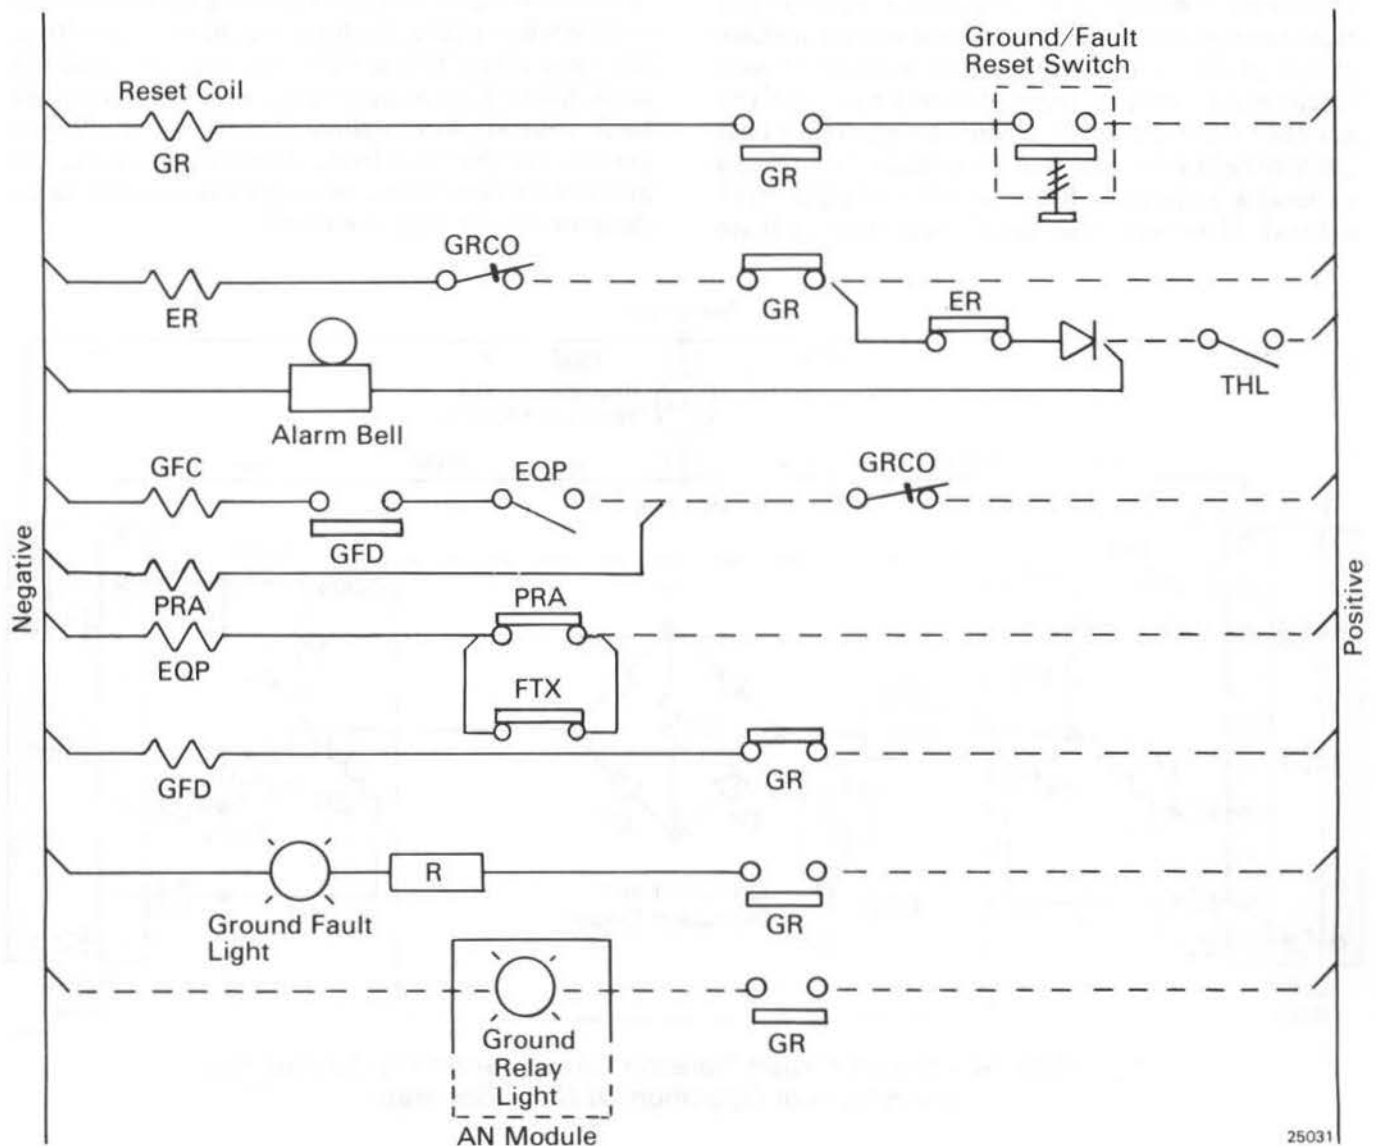 Ground/Fault
Reset Switch
Reset Coil
GR
GR
GRCO
ER
GR
ER
THL
Alarm Bell
GFC
EQP
GRCO
GFD
Negative
Positive
PRA
PRA
EQP
FTX
GFD
GR
R
Ground Fault
Light
GR
Ground
Relay
Light
GR
AN Module
25031